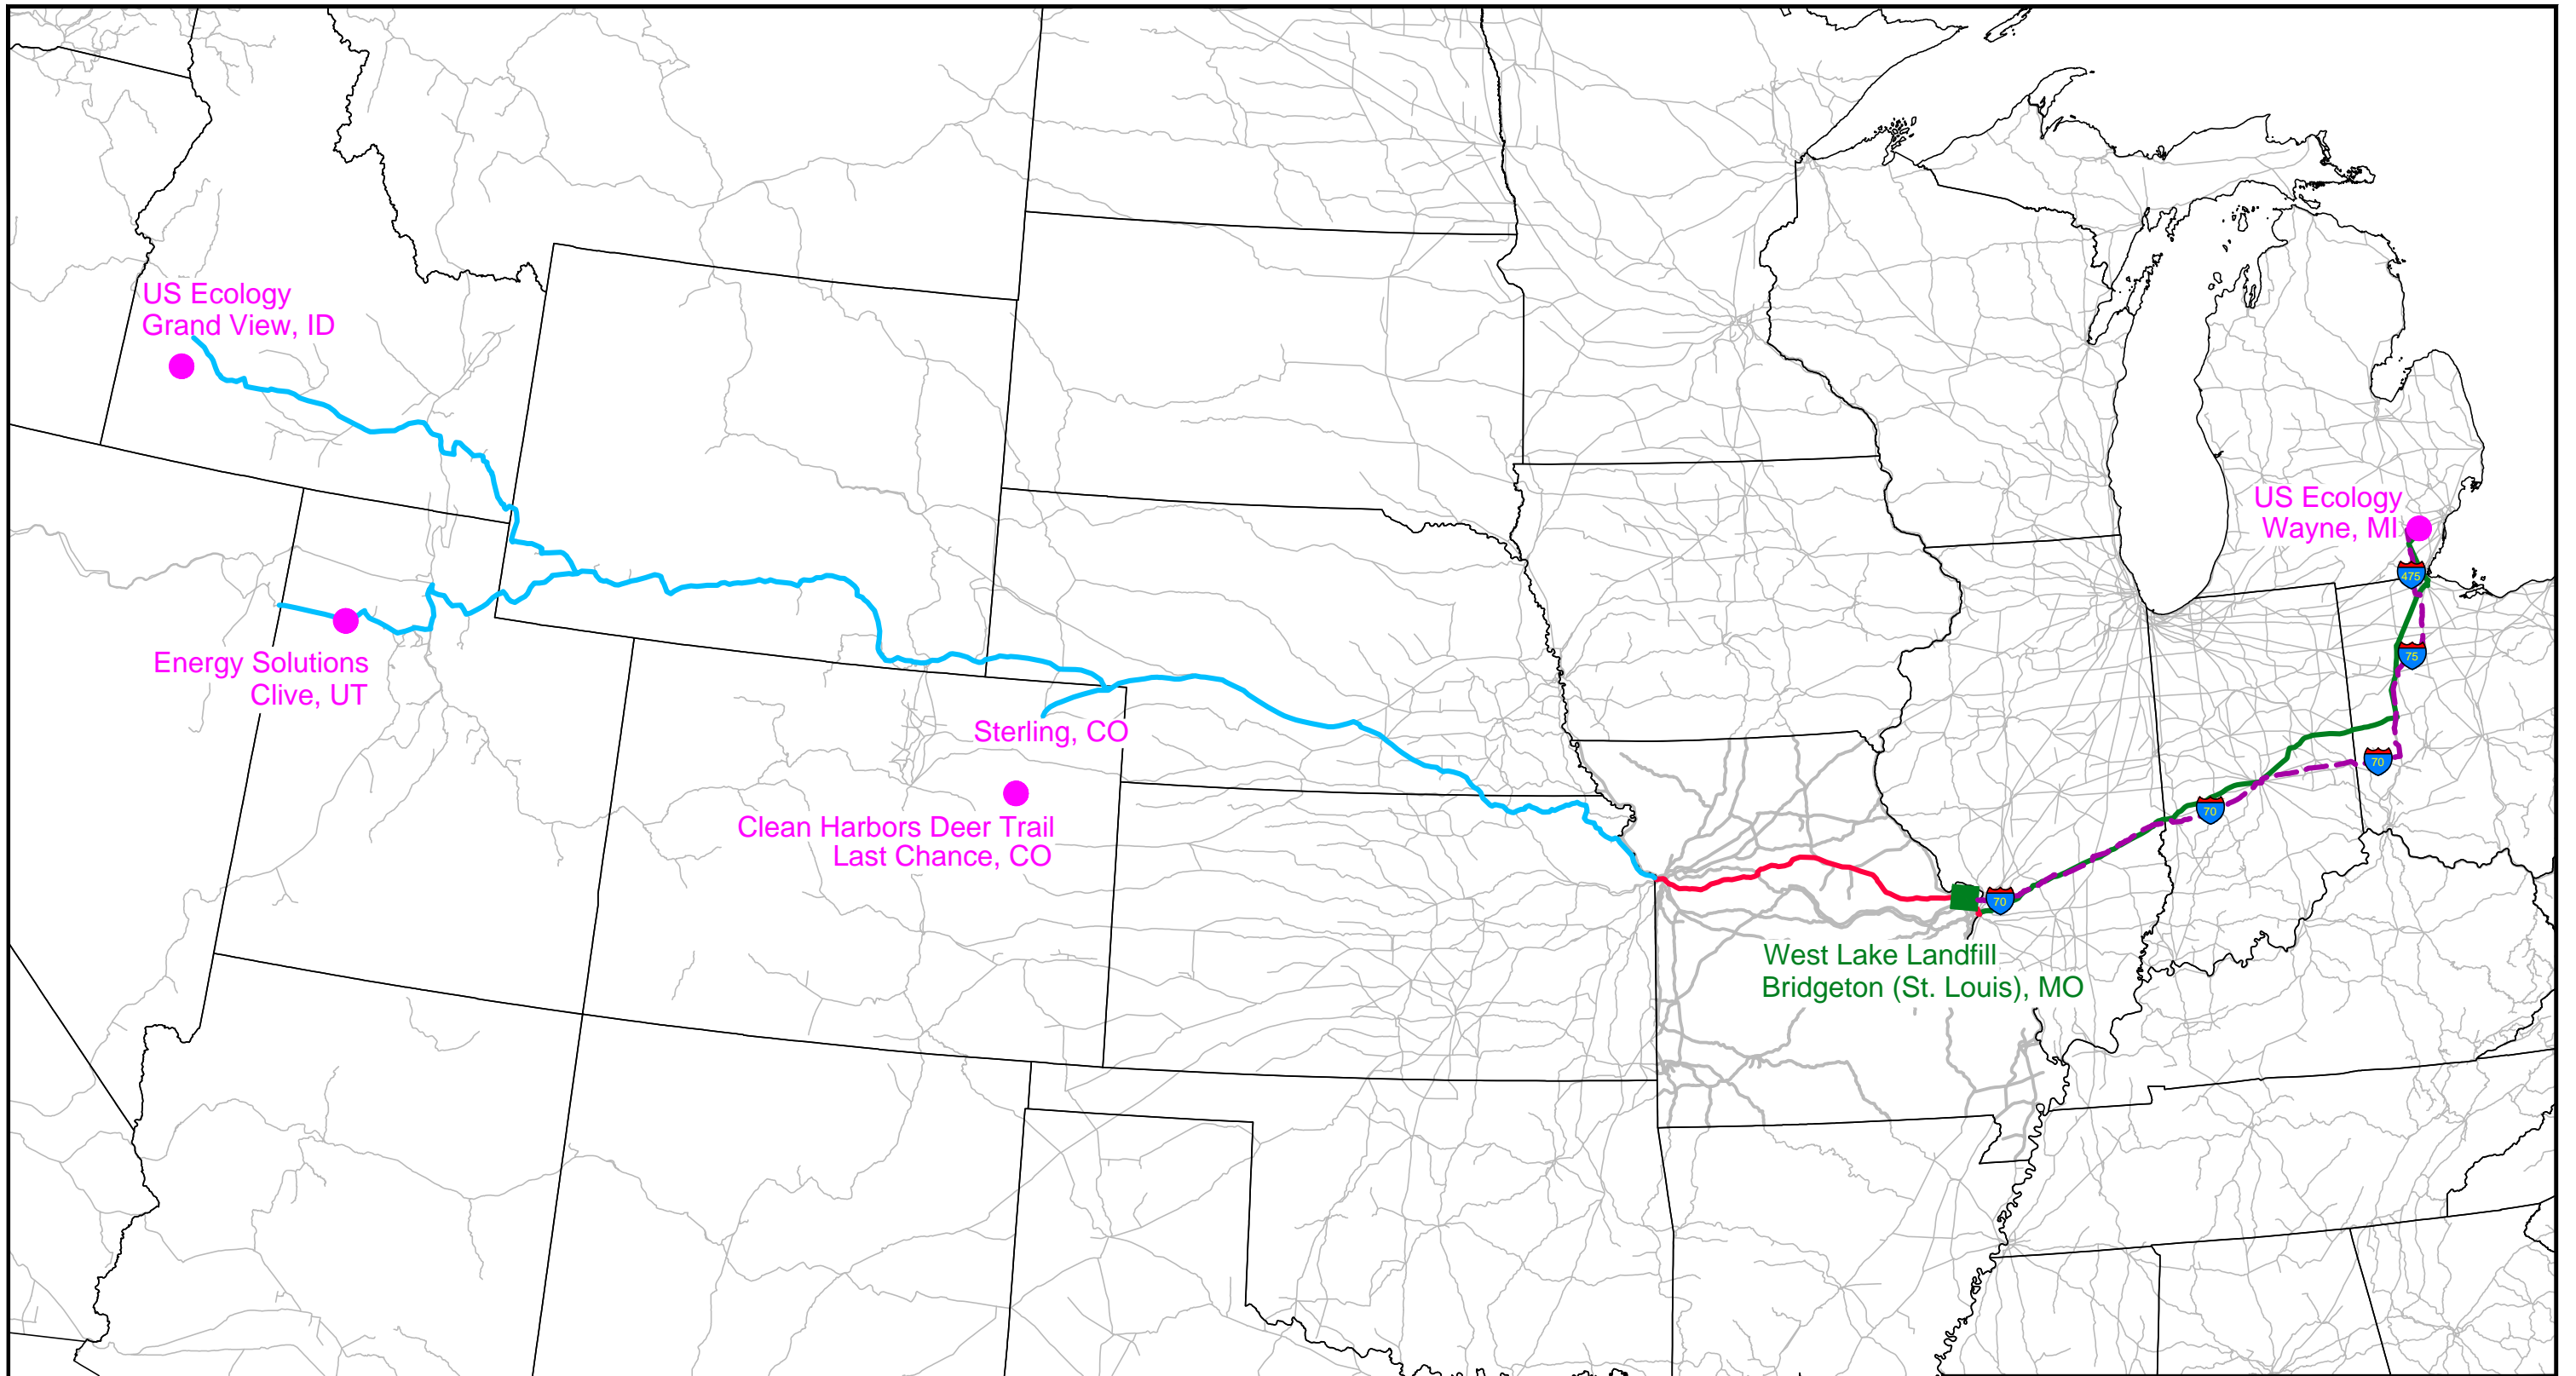 US Ecology
Grand View, ID
US Ecology
Wayne, MI
475
Energy Solutions
Clive, UT
75
Sterling, CO
70
Clean Harbors Deer Trail
Last Chance, CO
70
70
West Lake Landfill
Bridgeton (St. Louis), MO